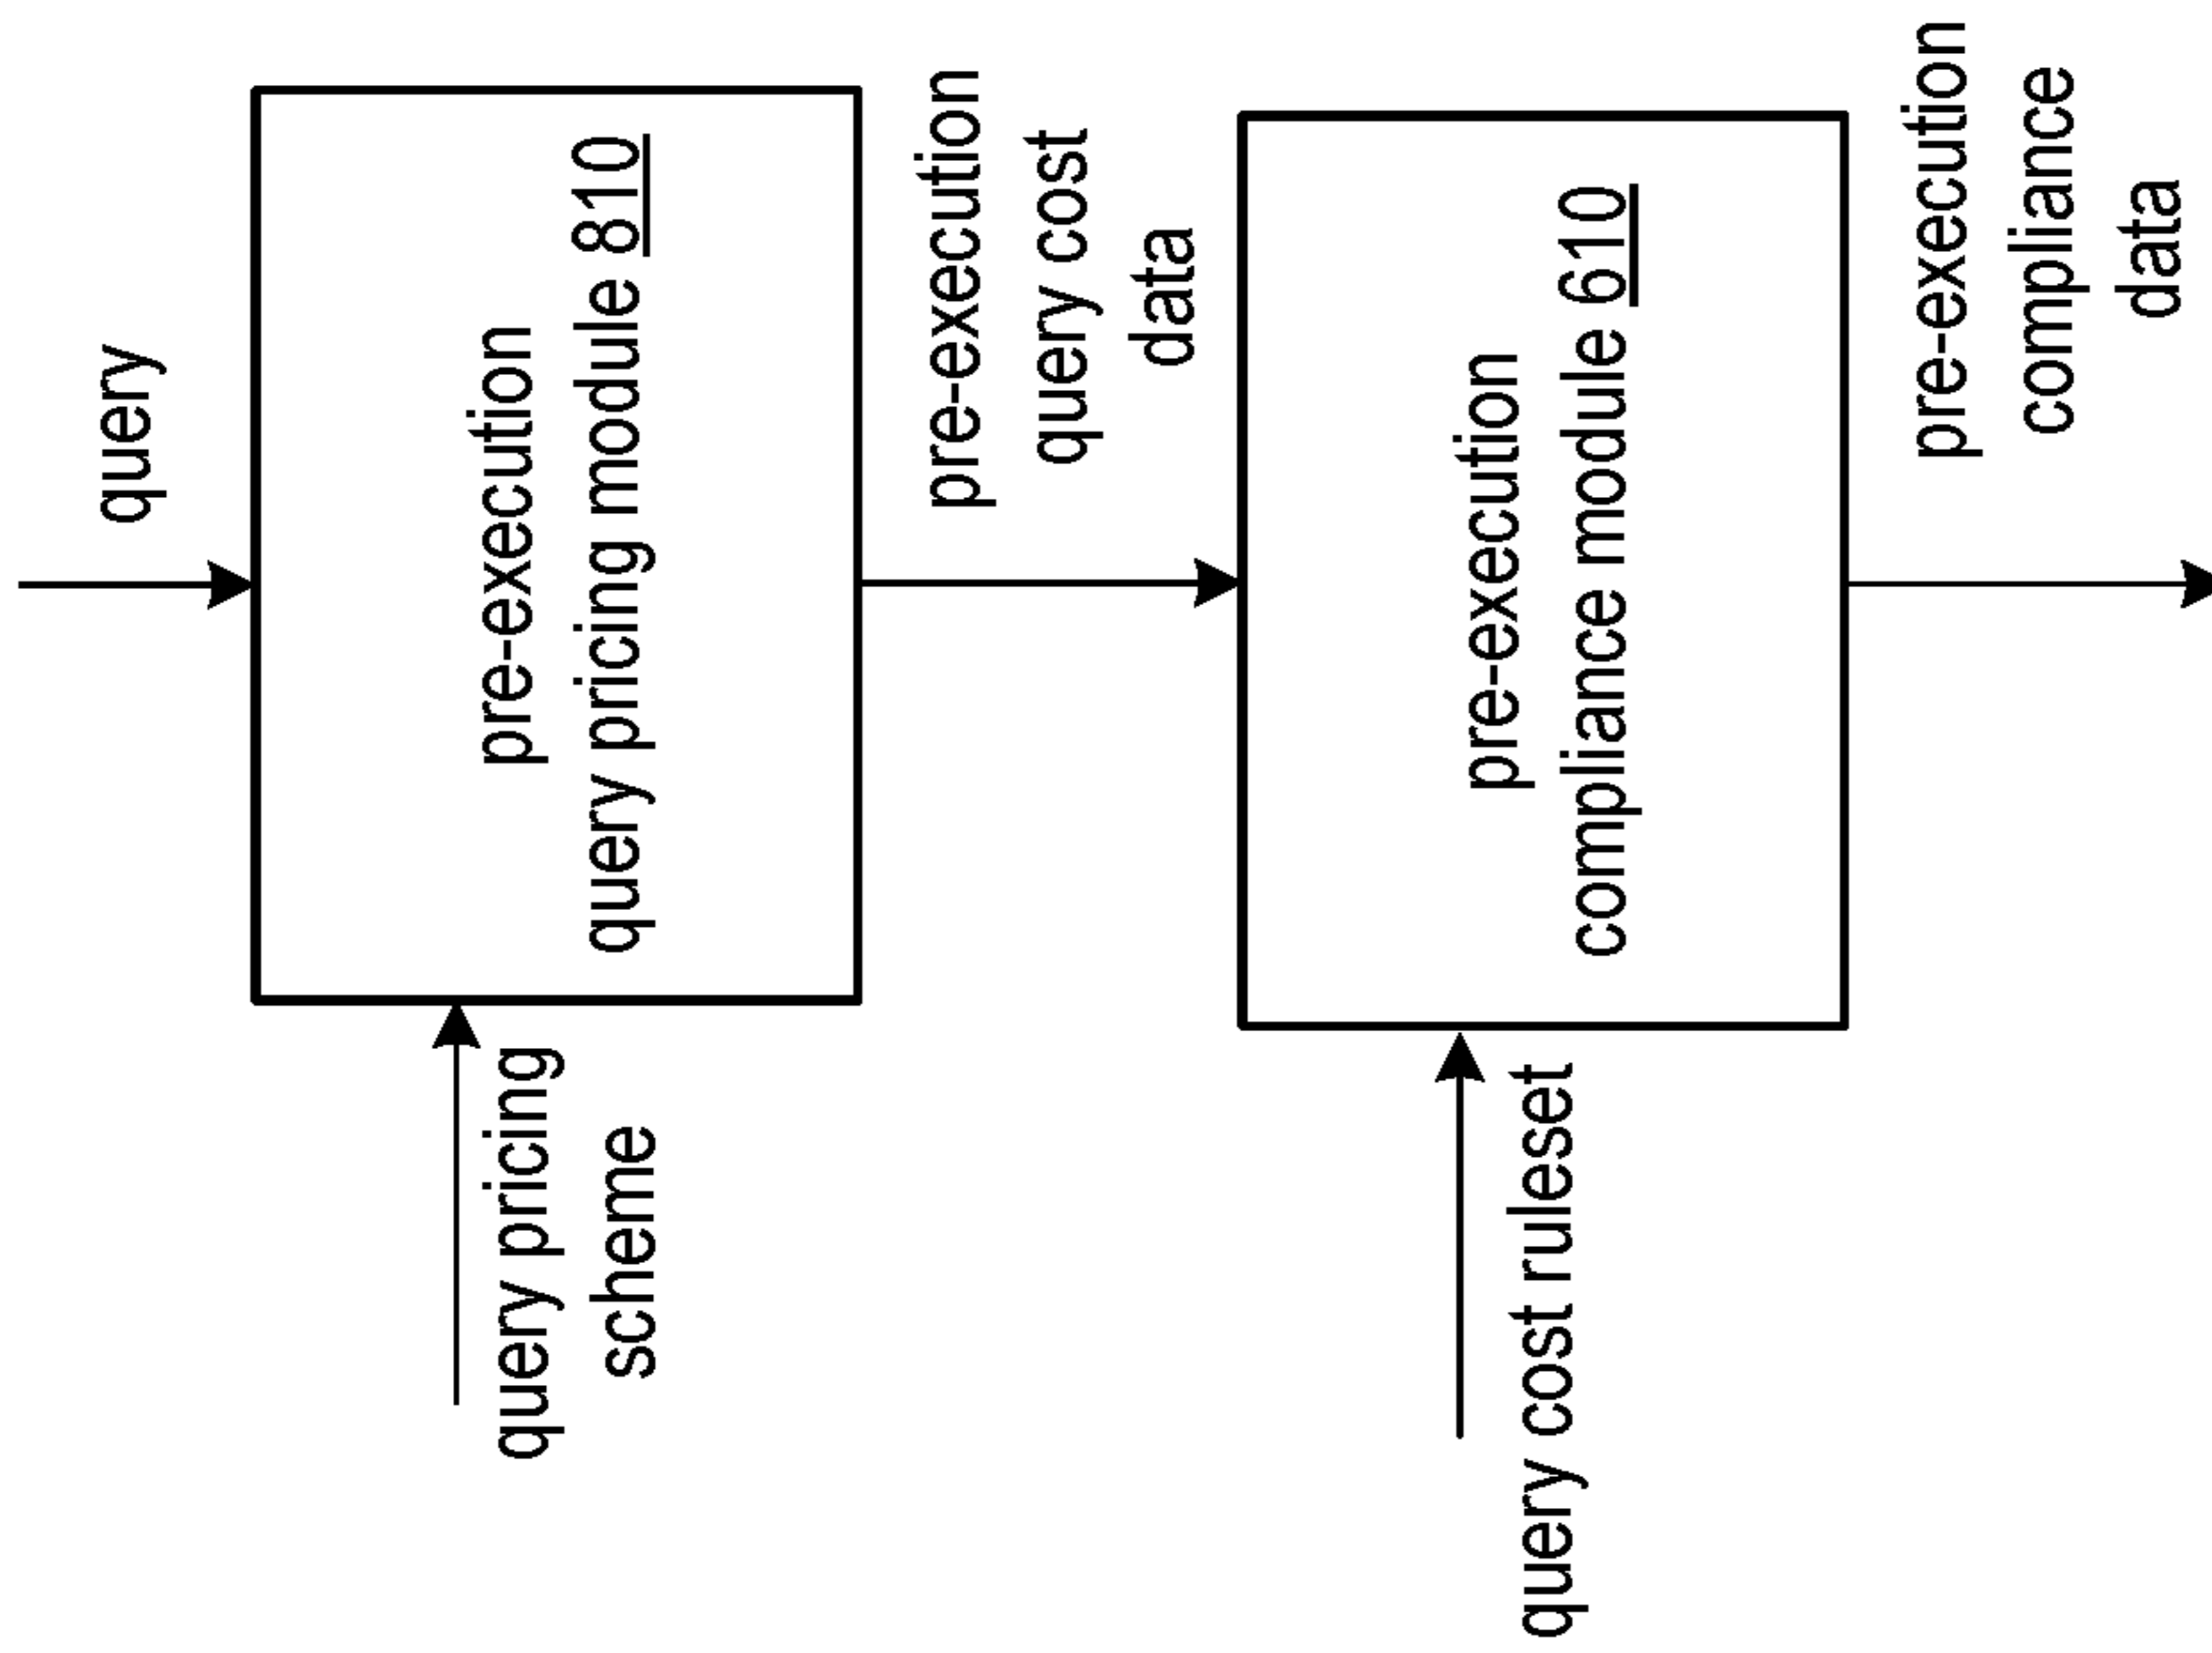 query
pre-execution
query pricing module 810
query pricing
scheme
pre-execution
query cost
data
pre-execution
compliance module 610
query cost ruleset
pre-execution
compliance
data